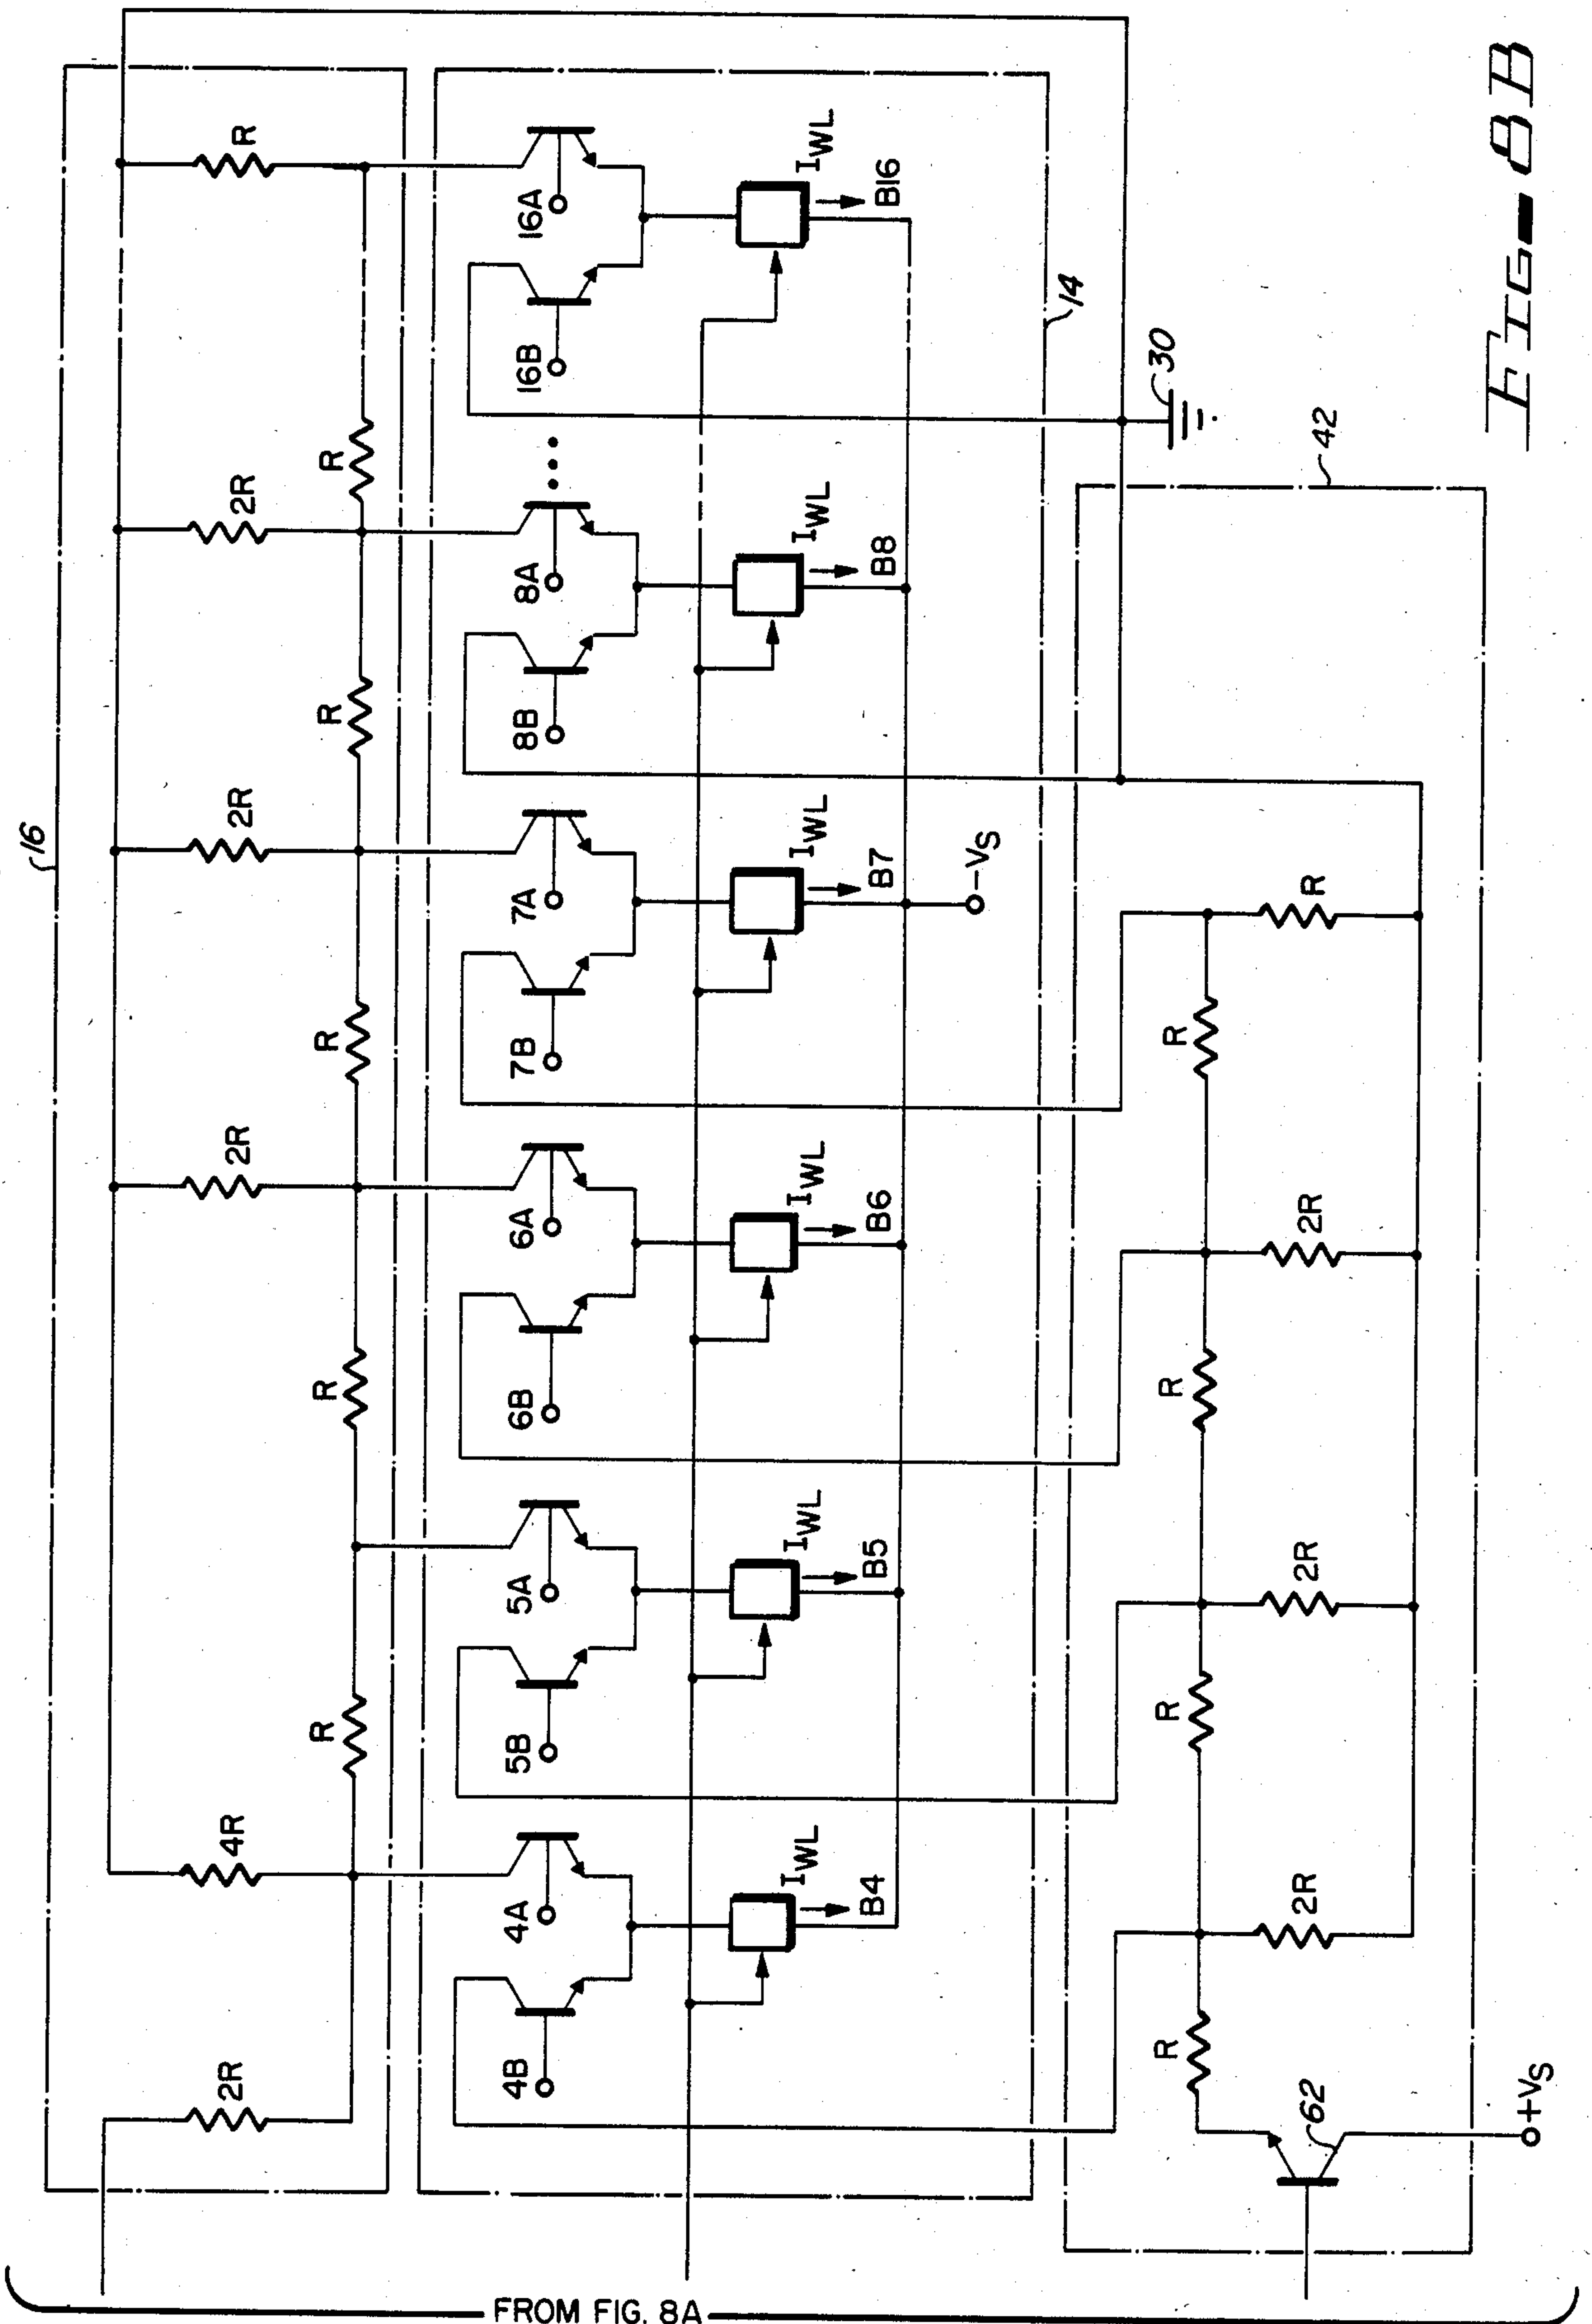 16
R
2R
2R
2R
4R
2R
R
R
R
R
R
16A
16B
8A
8B
7A
7B
6A
6B
5A
5B
4A
4B
IWL
B16
IWL
B8
IWL
B7
IWL
B6
IWL
B5
IWL
B4
14
-VS
30
42
R
R
2R
R
2R
R
2R
R
62
+VS
FIG-8B
FROM FIG. 8A